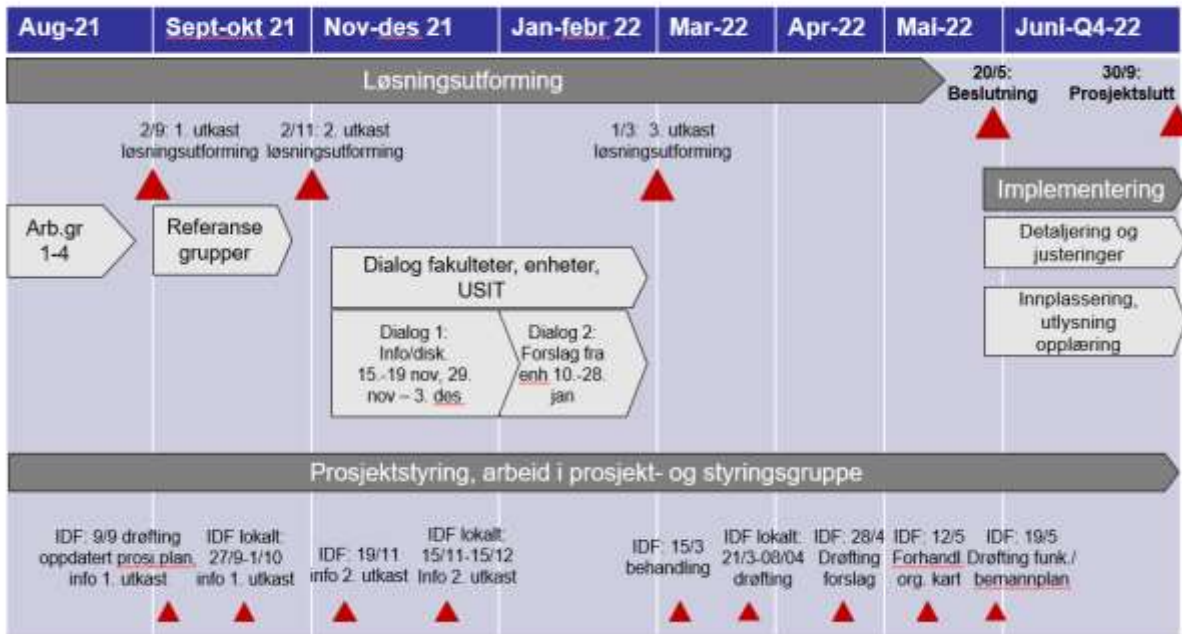 Aug-21
Sept-okt 21
Nov-des 21
Jan-febr 22
Mar-22
Apr-22
Mai-22
Juni-Q4-22
Løsningsutforming
20/5:
Beslutning
30/9:
Prosjektslutt
2/9: 1. utkast
løsningsutforming
2/11: 2. utkast
løsningsutforming
1/3: 3. utkast
løsningsutforming
Implementering
Arb.gr
1-4
Referanse
grupper
Detaljering og
justeringer
Dialog fakulteter, enheter,
USIT
Innplassering,
utlysning
opplæring
Dialog 1:
Info/disk.
15.-19 nov, 29.
nov – 3. des
Dialog 2:
Forslag fra
enh 10.-28.
jan
Prosjektstyring, arbeid i prosjekt- og styringsgruppe
IDF: 9/9 drøfting
oppdatert prosj.plan,
info 1. utkast
IDF lokalt:
27/9-1/10
info 1. utkast
IDF: 19/11
info 2. utkast
IDF lokalt:
15/11-15/12
Info 2. utkast
IDF: 15/3
behandling
IDF lokalt:
21/3-08/04
drøfting
IDF: 28/4
Drøfting
forslag
IDF: 12/5
Forhandl.
org. kart
IDF: 19/5
Drøfting funk./
bemannplan